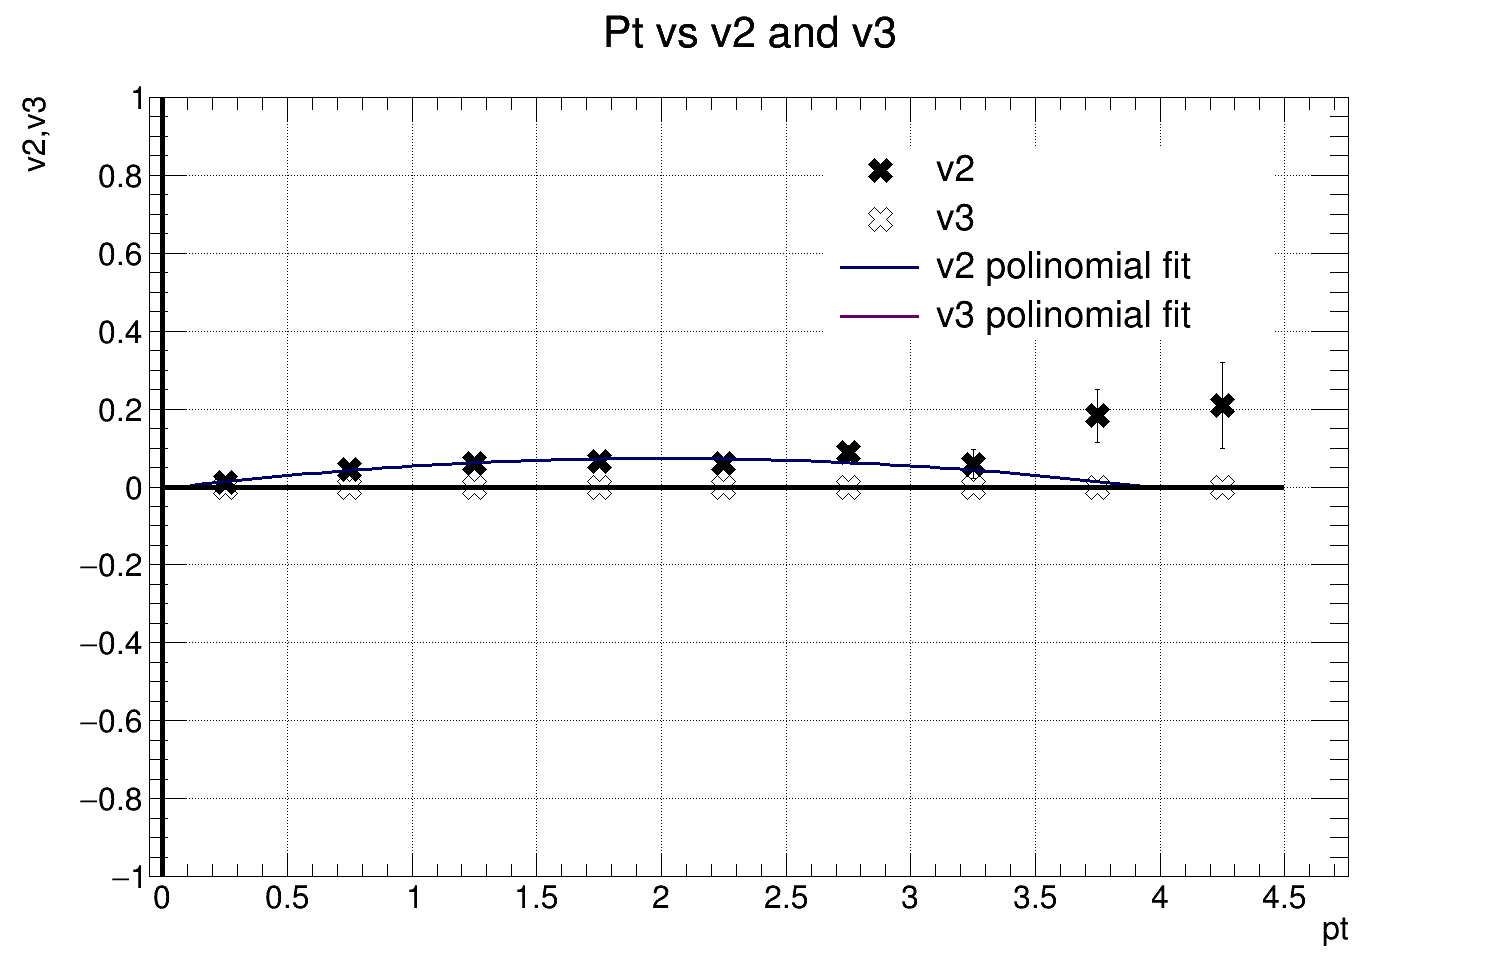 Pt vs v2 and v3
v2,v3
1
0.8
0.6
0.4
0.2
0
−0.2
−0.4
−0.6
−0.8
−1
v2
v3
v2 polinomial fit
v3 polinomial fit
0 0.5 1 1.5 2 2.5 3 3.5 4 4.5
pt